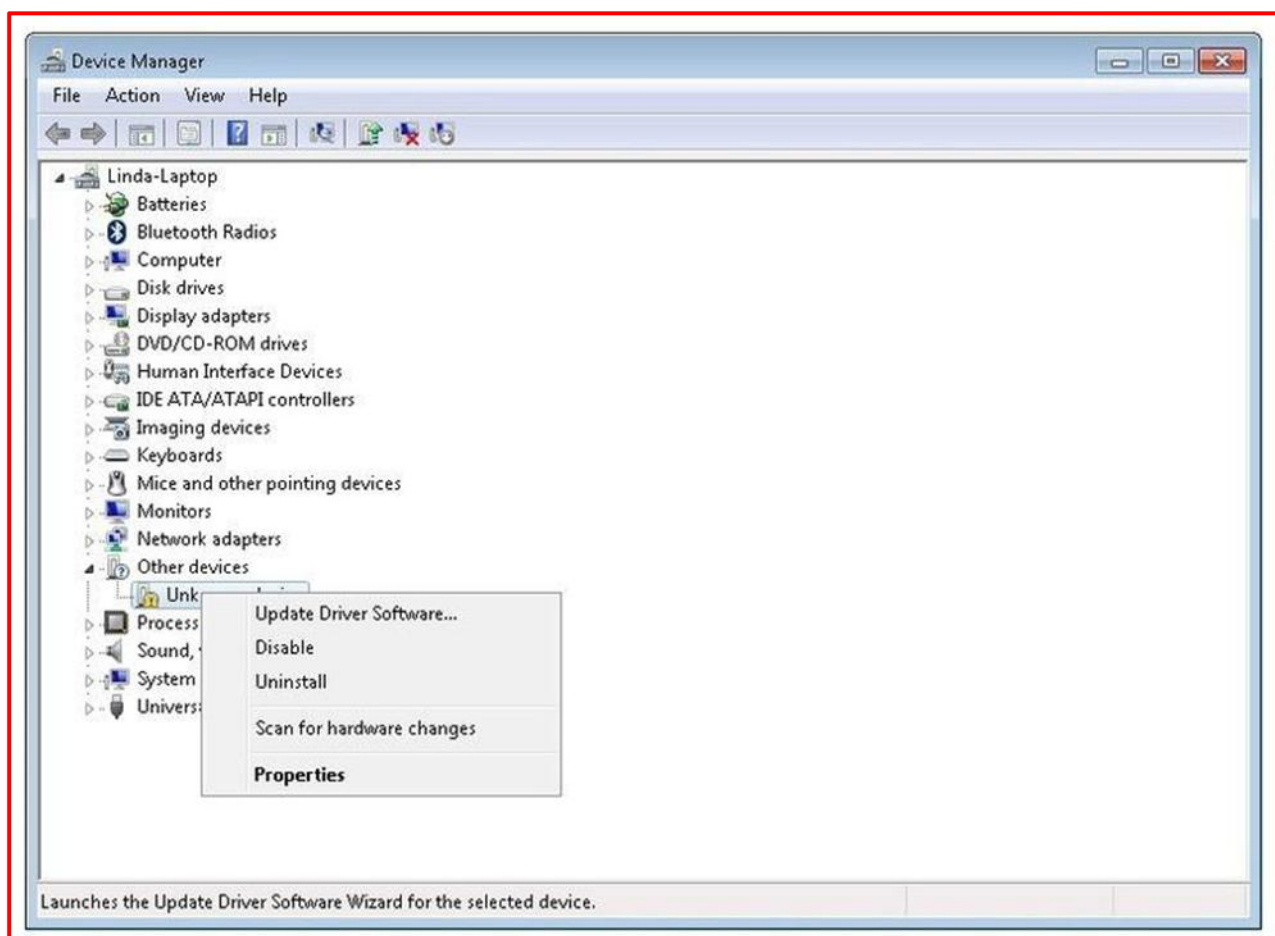 Device Manager
File Action View Help
Linda-Laptop
Batteries
Bluetooth Radios
Computer
Disk drives
Display adapters
DVD/CD-ROM drives
Human Interface Devices
IDE ATA/ATAPI controllers
Imaging devices
Keyboards
Mice and other pointing devices
Monitors
Network adapters
Other devices
Unk
Process
Sound,
System
Univers
Update Driver Software...
Disable
Uninstall
Scan for hardware changes
Properties
Launches the Update Driver Software Wizard for the selected device.